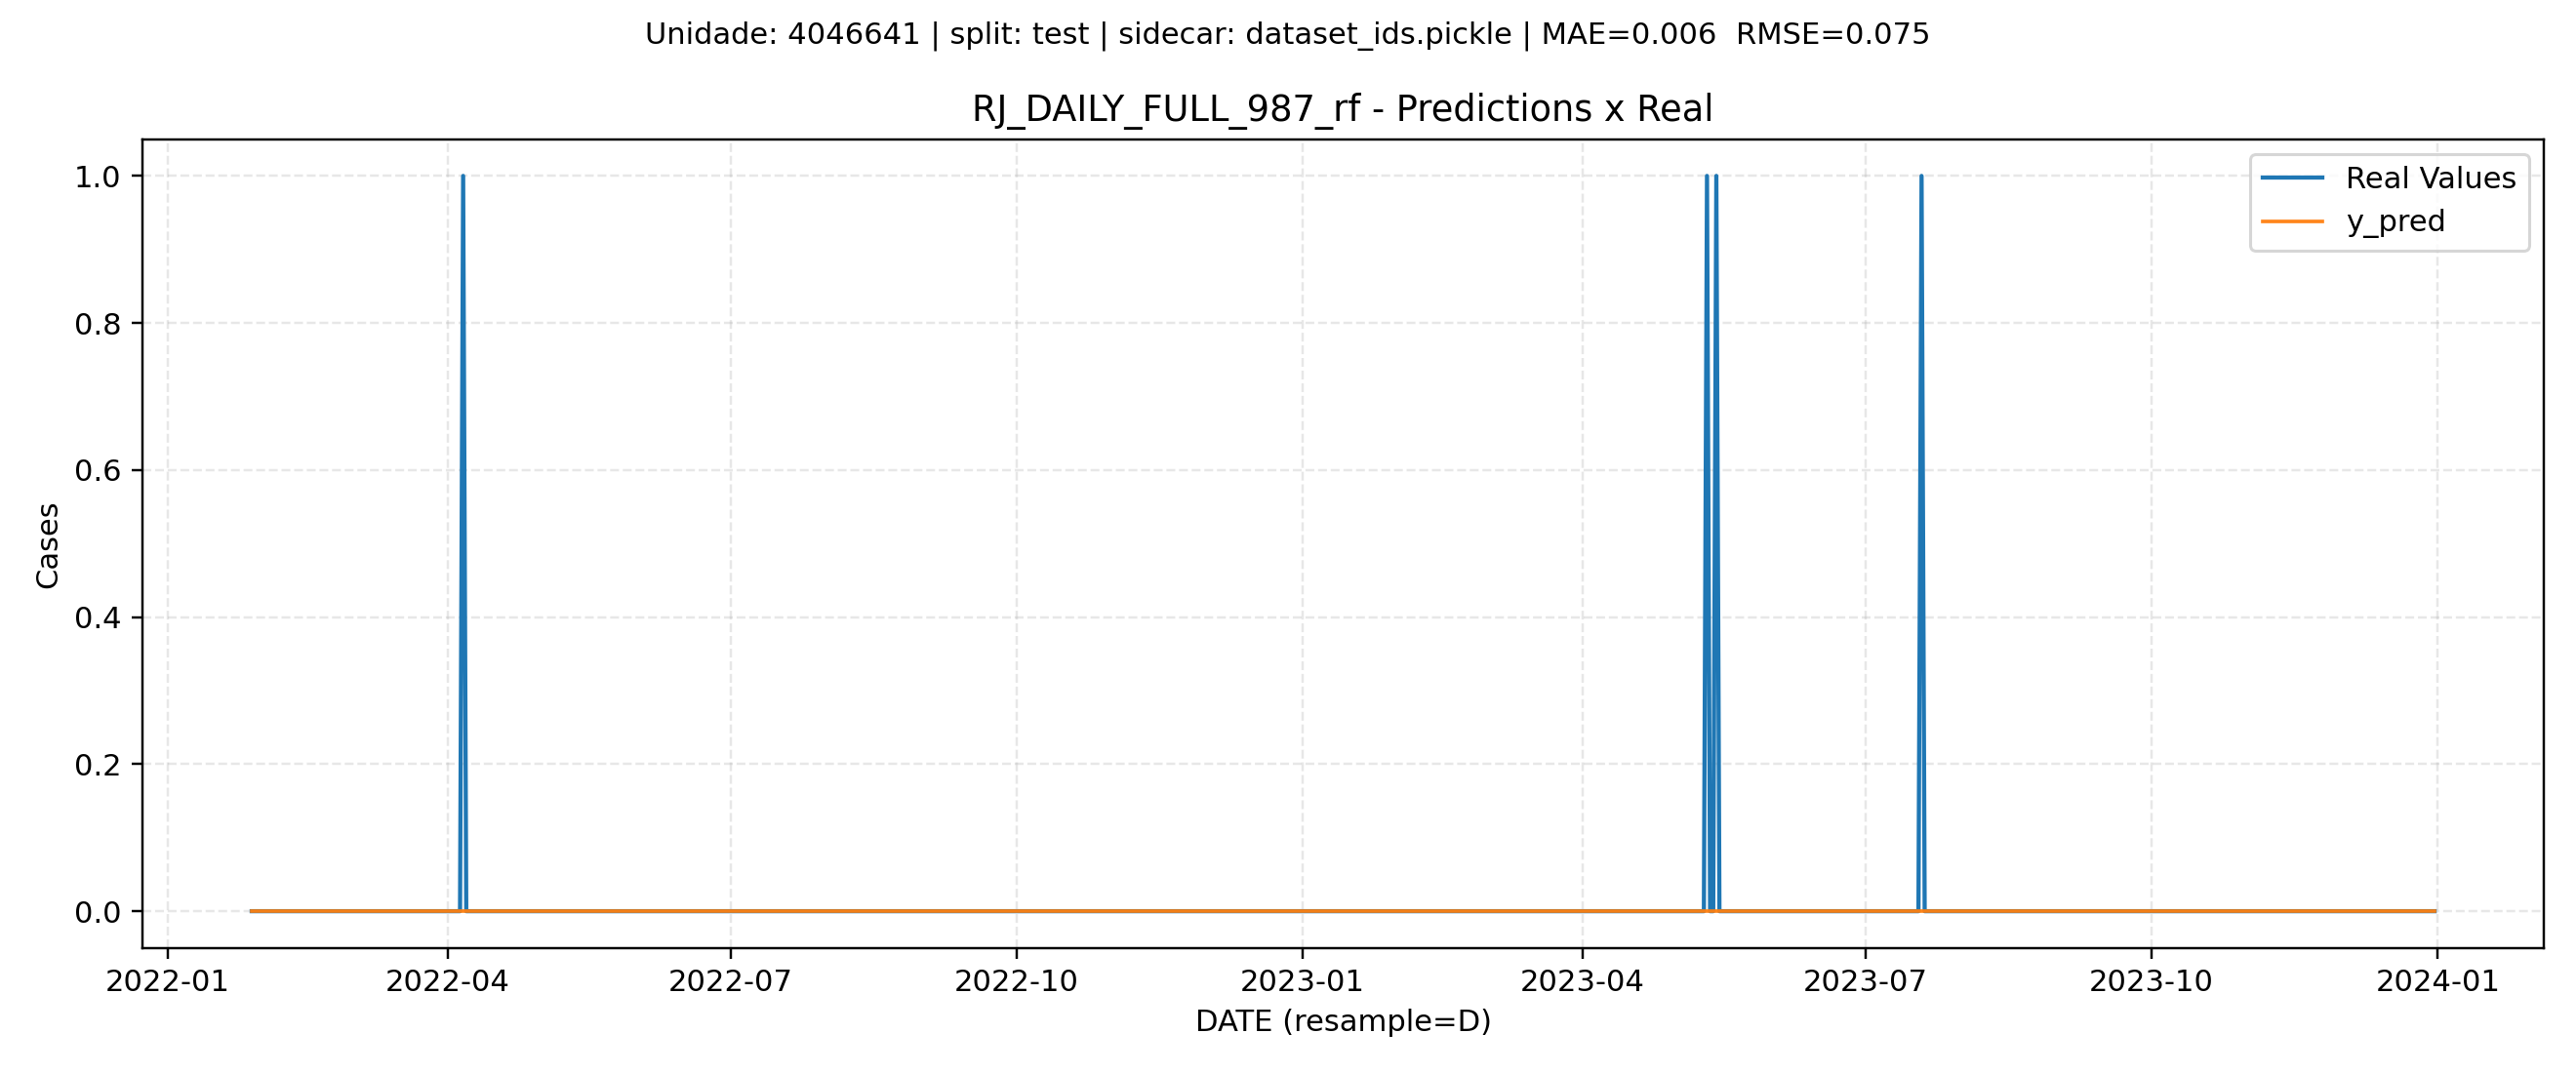 Unidade: 4046641 | split: test | sidecar: dataset_ids.pickle | MAE=0.006  RMSE=0.075
RJ_DAILY_FULL_987_rf - Predictions x Real
Real Values
y_pred
Cases
1.0
0.8
0.6
0.4
0.2
0.0
2022-01 2022-04 2022-07 2022-10 2023-01 2023-04 2023-07 2023-10 2024-01
DATE (resample=D)